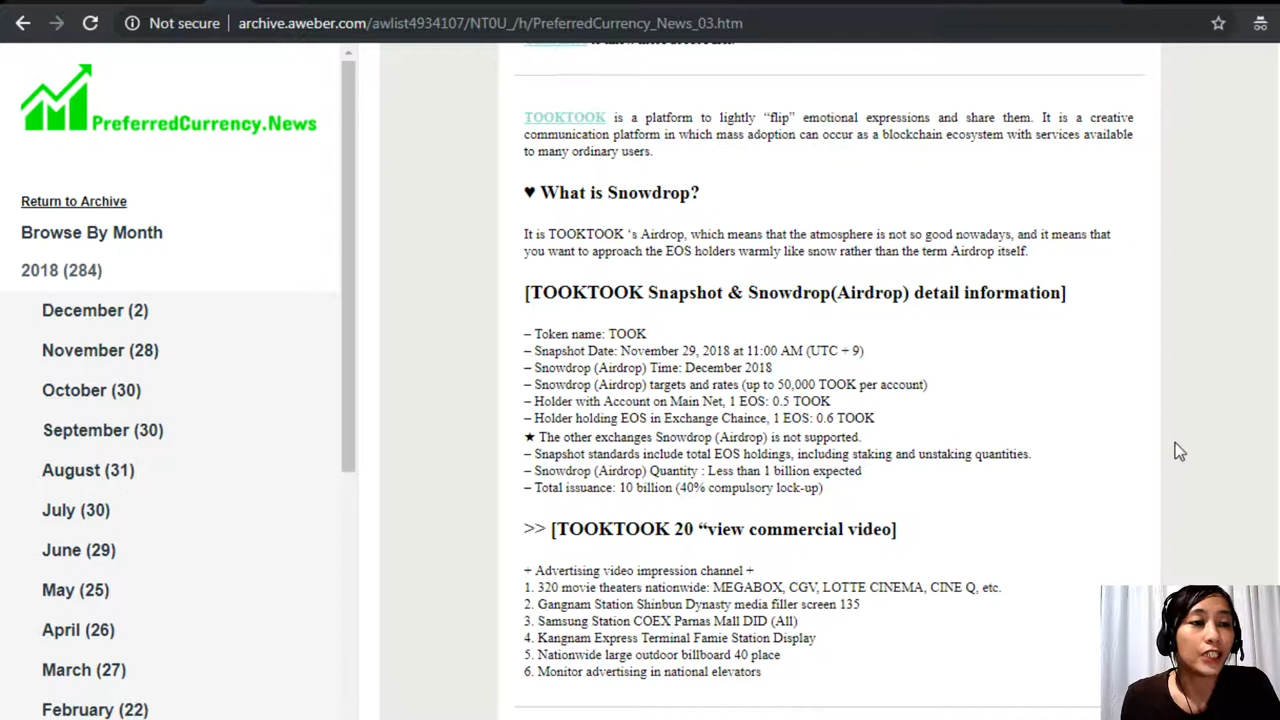 Not secure archive.aweber.com/awlist4934107/NT0U_/h/PreferredCurrency_News_03.htm
PreferredCurrency.News
Return to Archive
Browse By Month
2018 (284)
December (2)
November (28)
October (30)
September (30)
August (31)
July (30)
June (29)
May (25)
April (26)
March (27)
February (22)
TOOKTOOK is a platform to lightly “flip” emotional expressions and share them. It is a creative
communication platform in which mass adoption can occur as a blockchain ecosystem with services available
to many ordinary users.
♥ What is Snowdrop?
It is TOOKTOOK ‘s Airdrop, which means that the atmosphere is not so good nowadays, and it means that
you want to approach the EOS holders warmly like snow rather than the term Airdrop itself.
[TOOKTOOK Snapshot & Snowdrop(Airdrop) detail information]
– Token name: TOOK
– Snapshot Date: November 29, 2018 at 11:00 AM (UTC + 9)
– Snowdrop (Airdrop) Time: December 2018
– Snowdrop (Airdrop) targets and rates (up to 50,000 TOOK per account)
– Holder with Account on Main Net, 1 EOS: 0.5 TOOK
– Holder holding EOS in Exchange Chaince, 1 EOS: 0.6 TOOK
★ The other exchanges Snowdrop (Airdrop) is not supported.
– Snapshot standards include total EOS holdings, including staking and unstaking quantities.
– Snowdrop (Airdrop) Quantity : Less than 1 billion expected
– Total issuance: 10 billion (40% compulsory lock-up)
>> [TOOKTOOK 20 “view commercial video]
+ Advertising video impression channel +
1. 320 movie theaters nationwide: MEGABOX, CGV, LOTTE CINEMA, CINE Q, etc.
2. Gangnam Station Shinbun Dynasty media filler screen 135
3. Samsung Station COEX Parnas Mall DID (All)
4. Kangnam Express Terminal Famie Station Display
5. Nationwide large outdoor billboard 40 place
6. Monitor advertising in national elevators